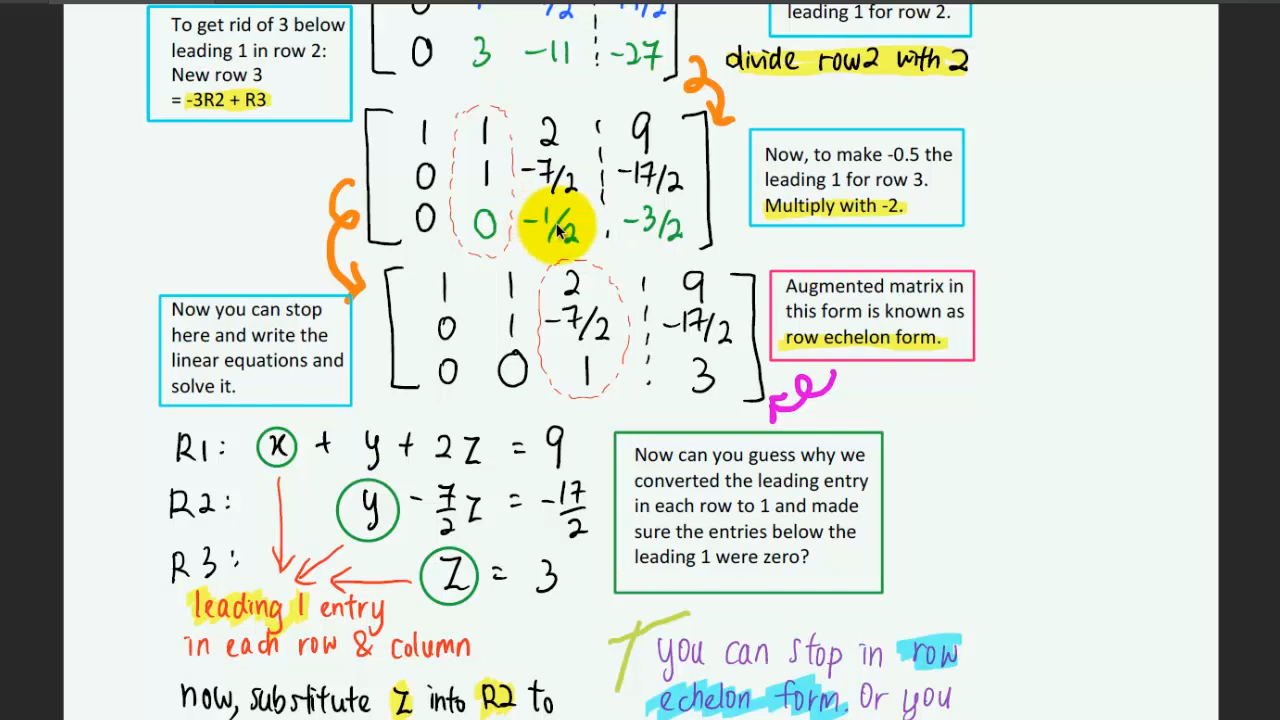 To get rid of 3 below
leading 1 in row 2:
New row 3
= -3R2 + R3
leading 1 for row 2.
divide row2 with 2
0 3 -11 -27
1 1 2 9
0 1 -7/2 -17/2
0 0 -1/2 -3/2
Now, to make -0.5 the
leading 1 for row 3.
Multiply with -2.
1 1 2 9
0 1 -7/2 -17/2
0 0 1 3
Now you can stop
here and write the
linear equations and
solve it.
Augmented matrix in
this form is known as
row echelon form.
R1: x + y + 2z = 9
R2: y - 7/2 z = -17/2
R3: z = 3
leading 1 entry
in each row & column
Now can you guess why we
converted the leading entry
in each row to 1 and made
sure the entries below the
leading 1 were zero?
now, substitute z into R2 to
you can stop in row
echelon form. Or you